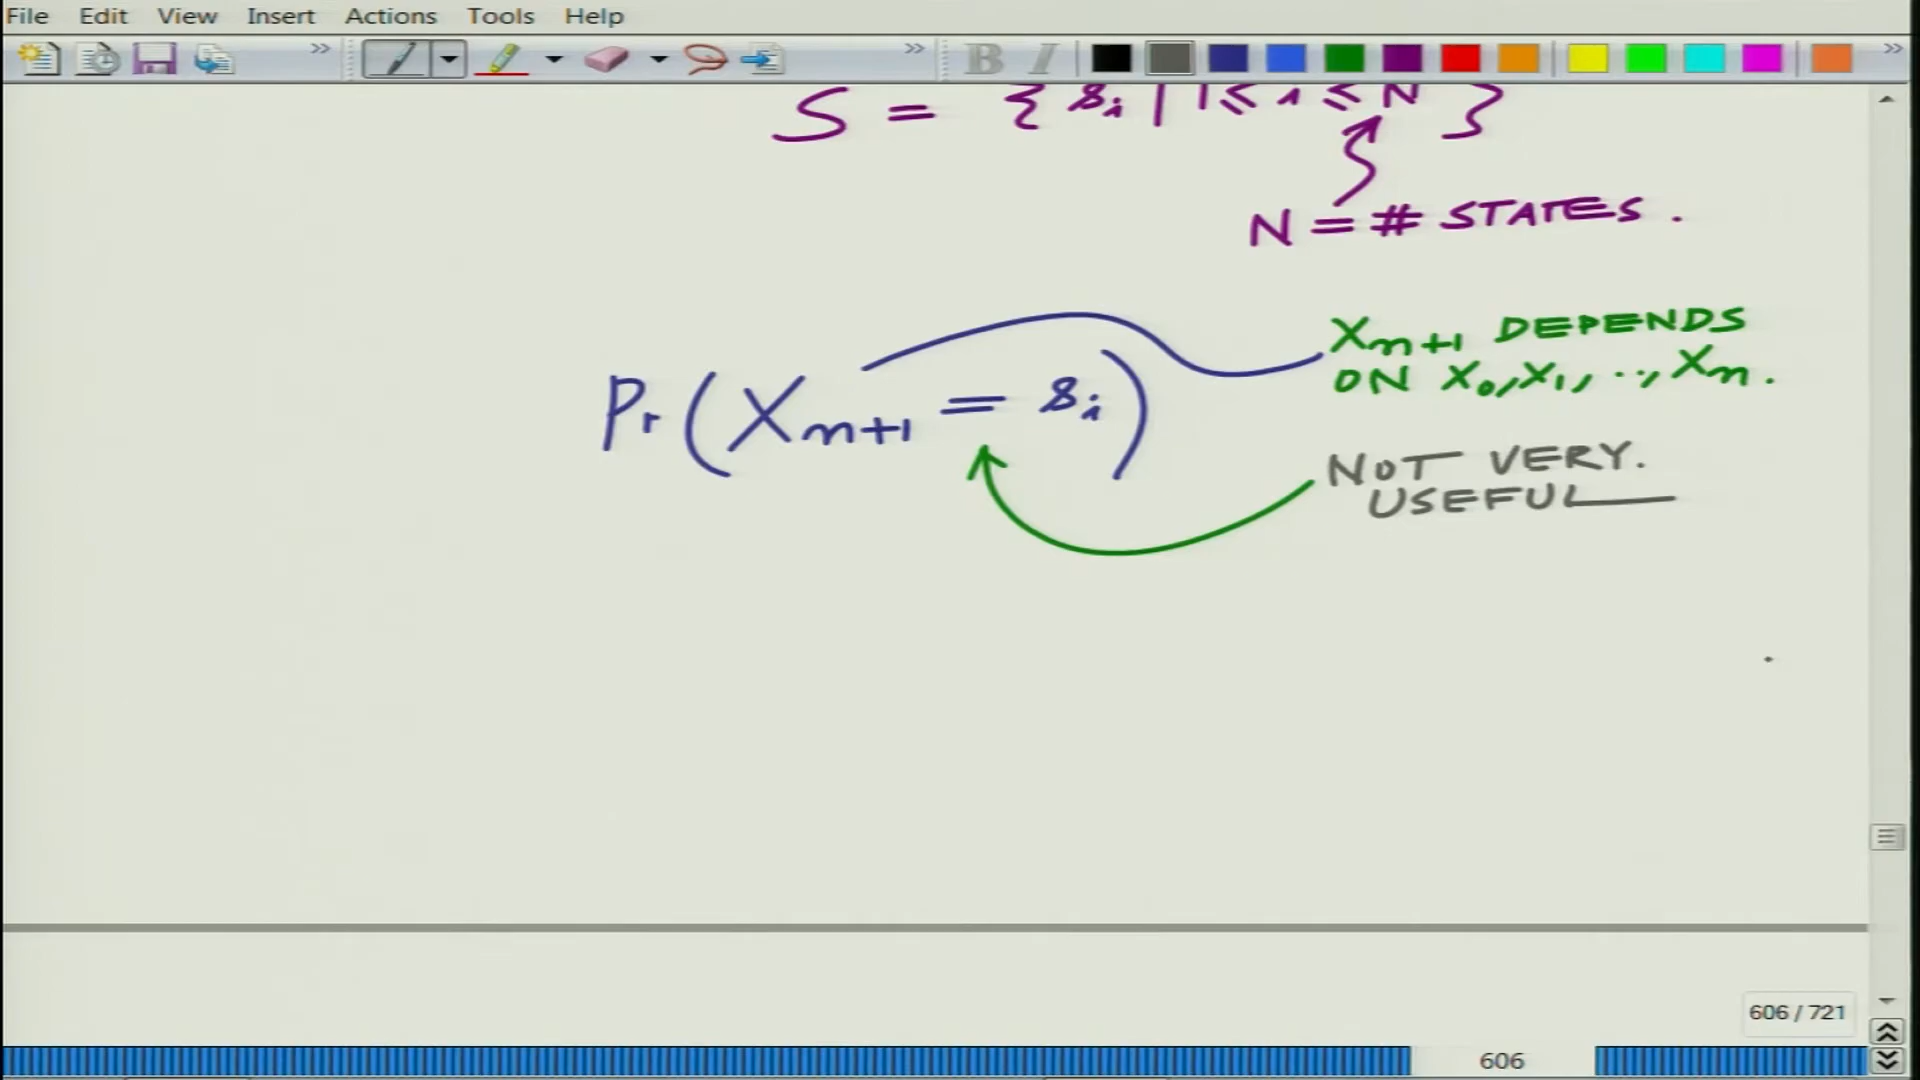 File Edit View Insert Actions Tools Help
B I
S = { s_i | 1 ≤ i ≤ N }
N = # STATES.
X_{n+1} DEPENDS
ON X_0, X_1, .., X_n.
Pr(X_{n+1} = s_i)
NOT VERY.
USEFUL
606 / 721
606